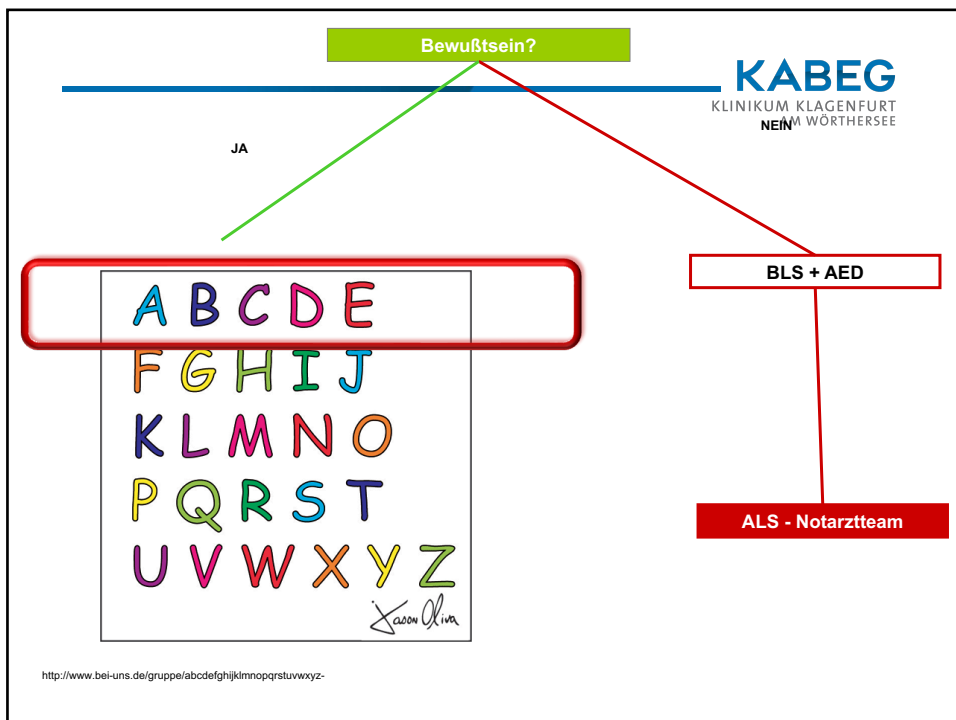 Bewußtsein?
KABEG
KLINIKUM KLAGENFURT
AM WÖRTHERSEE
NEIN
JA
BLS + AED
A B C D E
F G H I J
K L M N O
P Q R S T
ALS - Notarztteam
U V W X Y Z
Jason Oliva
http://www.bei-uns.de/gruppe/abcdefghijklmnopqrstuvwxyz-